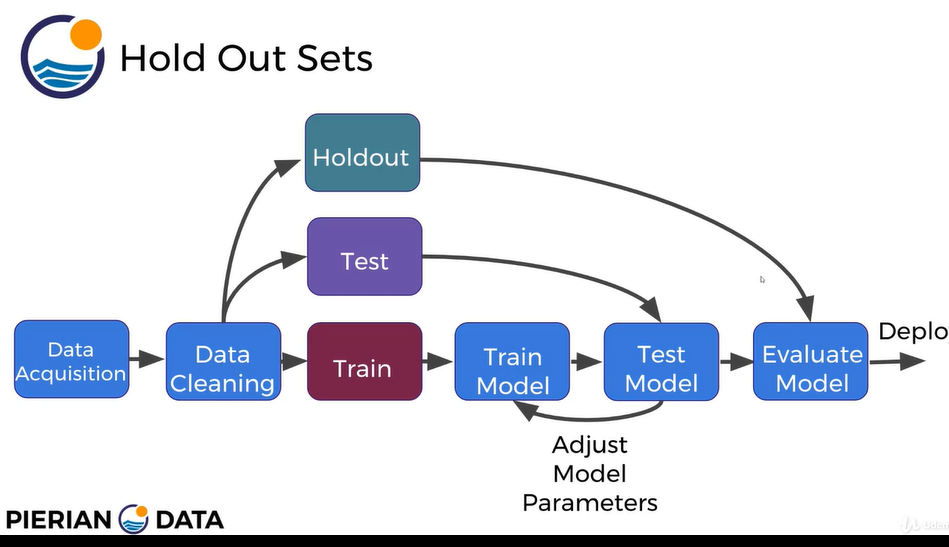 Hold Out Sets
Holdout
Test
Data
Acquisition
Data
Cleaning
Train
Train
Model
Test
Model
Evaluate
Model
Deplo
Adjust
Model
Parameters
PIERIAN DATA